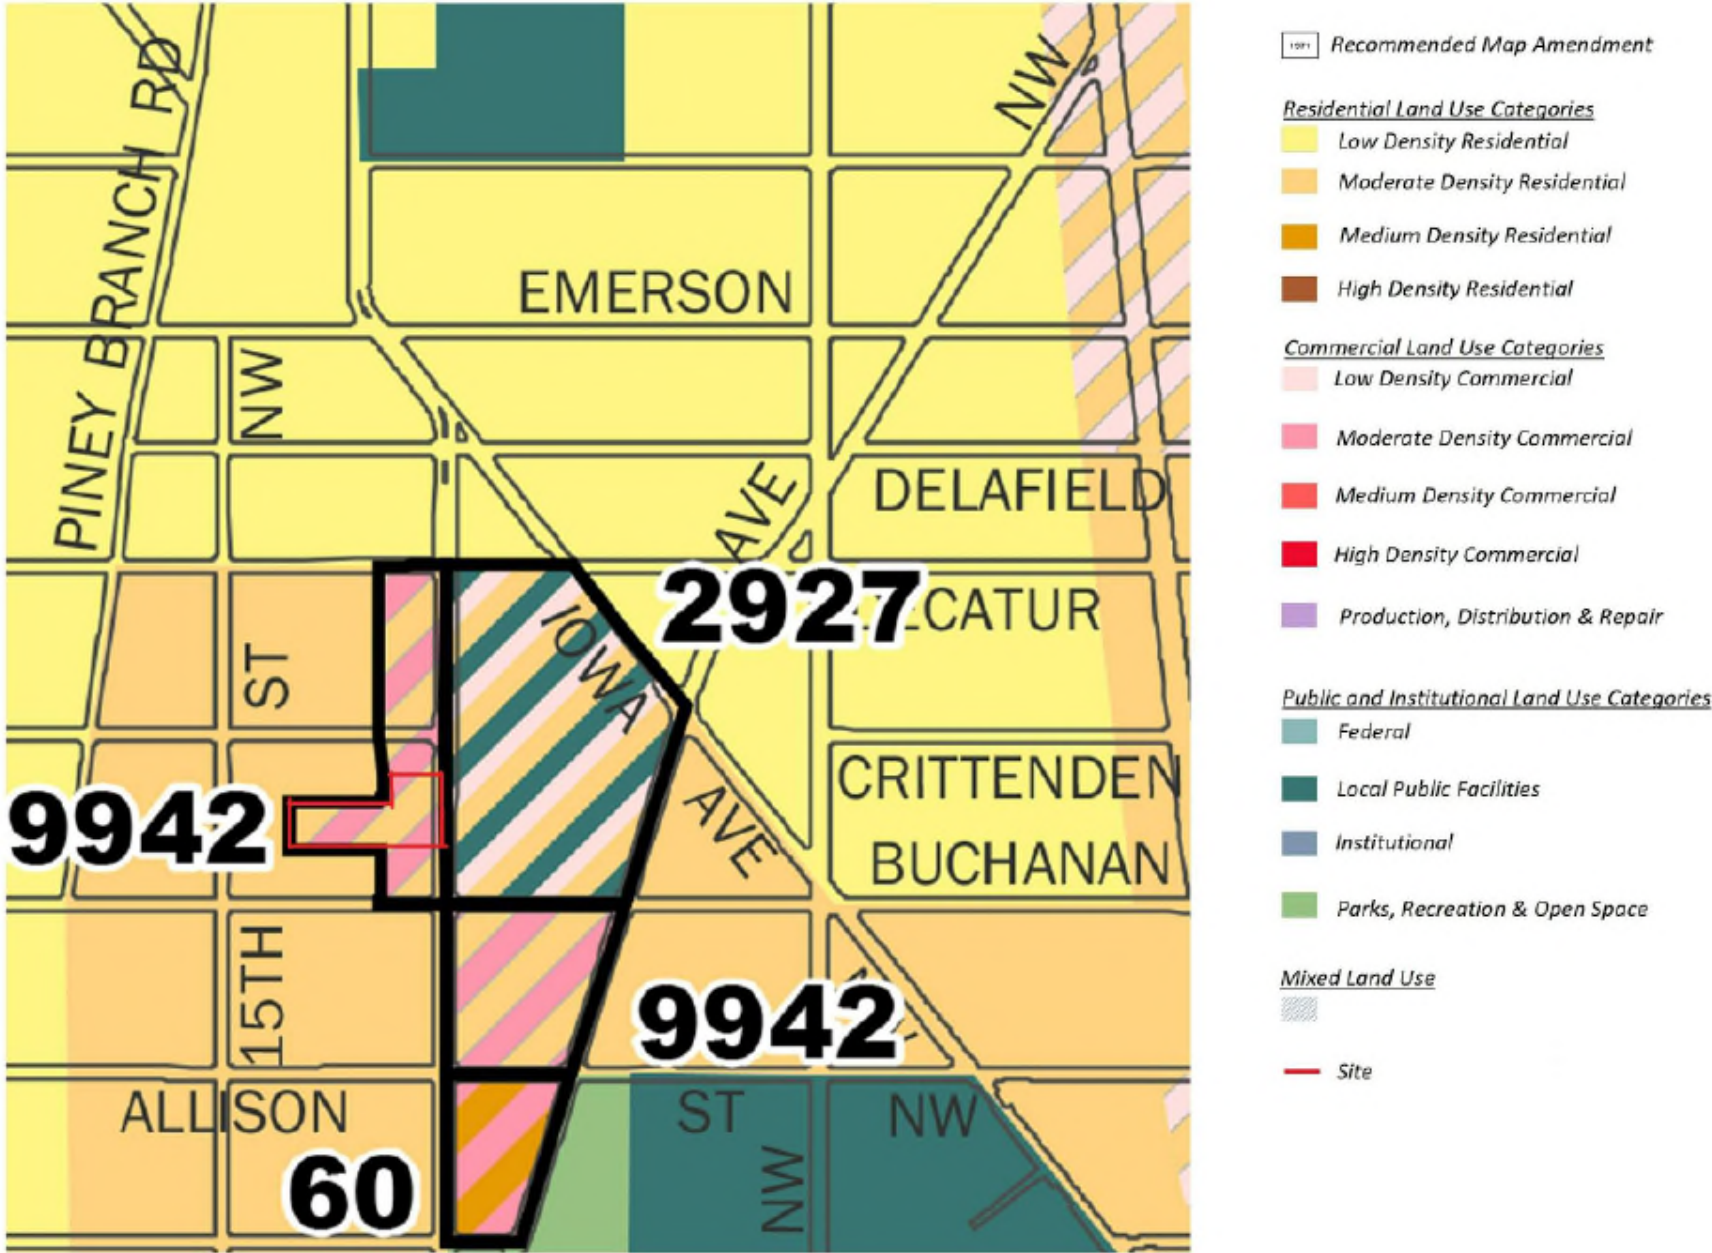 PINEY BRANCH RD
NW
EMERSON
NW
DELAFIELD
AVE
2927
ECATUR
IOWA
ST
CRITTENDEN
9942
AVE
BUCHANAN
15TH
9942
ALLISON
ST
NW
60
NW
1971 Recommended Map Amendment
Residential Land Use Categories
Low Density Residential
Moderate Density Residential
Medium Density Residential
High Density Residential
Commercial Land Use Categories
Low Density Commercial
Moderate Density Commercial
Medium Density Commercial
High Density Commercial
Production, Distribution & Repair
Public and Institutional Land Use Categories
Federal
Local Public Facilities
Institutional
Parks, Recreation & Open Space
Mixed Land Use
Site